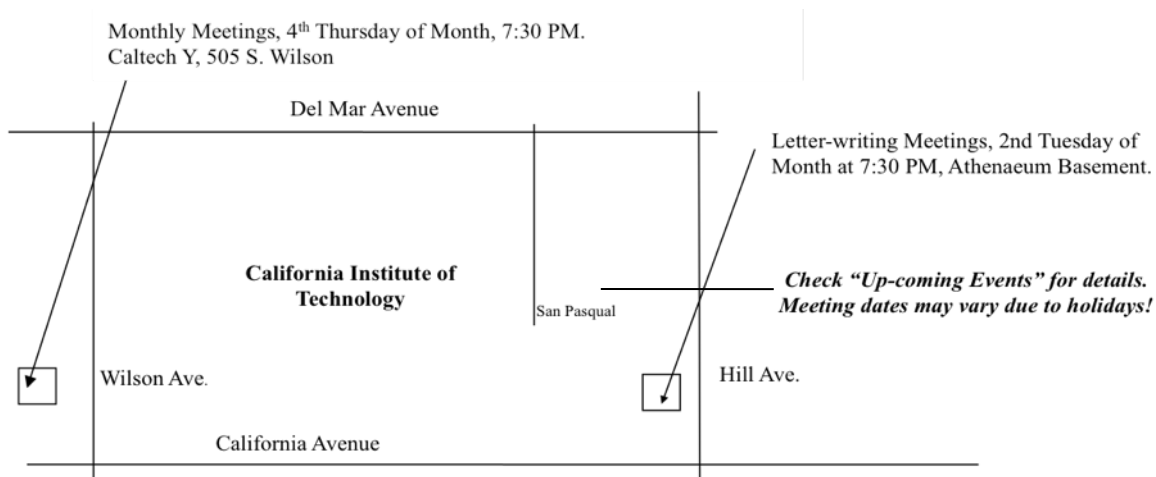 Monthly Meetings, 4th Thursday of Month, 7:30 PM.
Caltech Y, 505 S. Wilson
Del Mar Avenue
Letter-writing Meetings, 2nd Tuesday of
Month at 7:30 PM, Athenaeum Basement.
California Institute of
Technology
Check “Up-coming Events” for details.
Meeting dates may vary due to holidays!
San Pasqual
Wilson Ave.
Hill Ave.
California Avenue